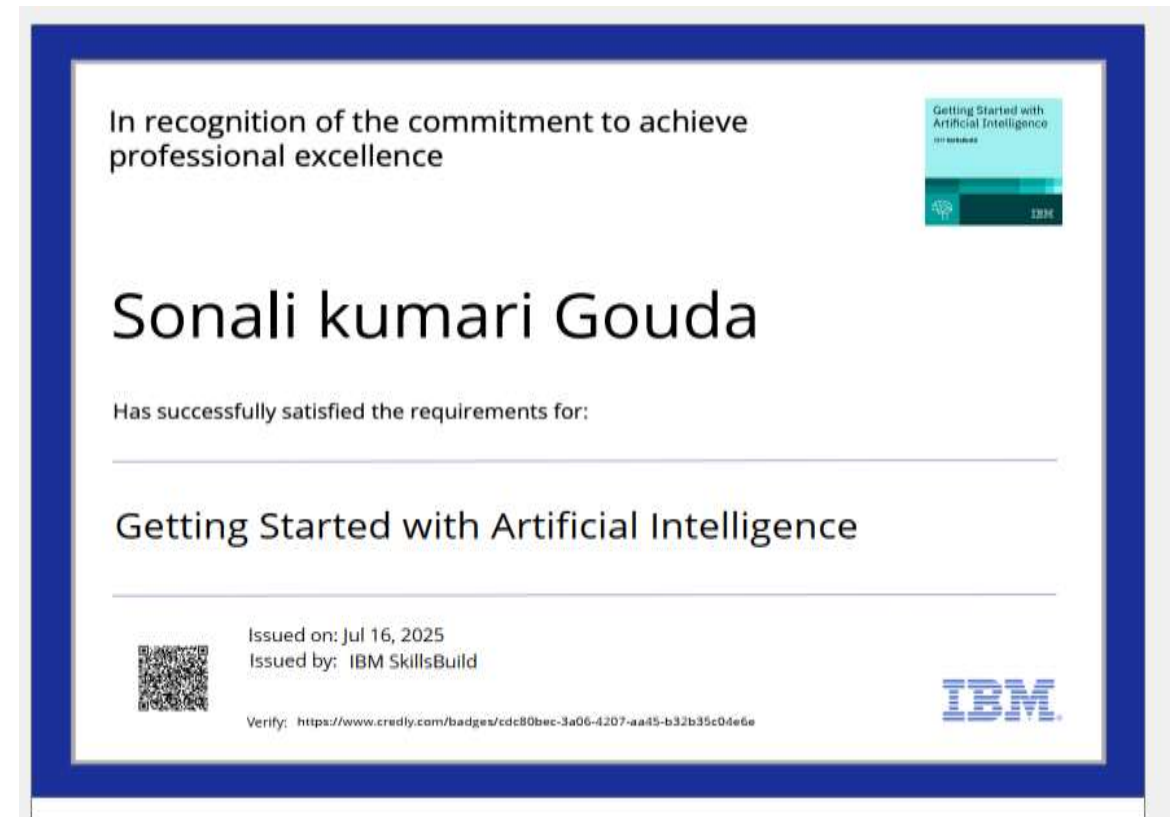 In recognition of the commitment to achieve
professional excellence
Getting Started with
Artificial Intelligence
IBM
Sonali kumari Gouda
Has successfully satisfied the requirements for:
Getting Started with Artificial Intelligence
Issued on: Jul 16, 2025
Issued by: IBM SkillsBuild
Verify: https://www.credly.com/badges/cdc80bec-3a06-4207-aa45-b32b35c04e6e
IBM